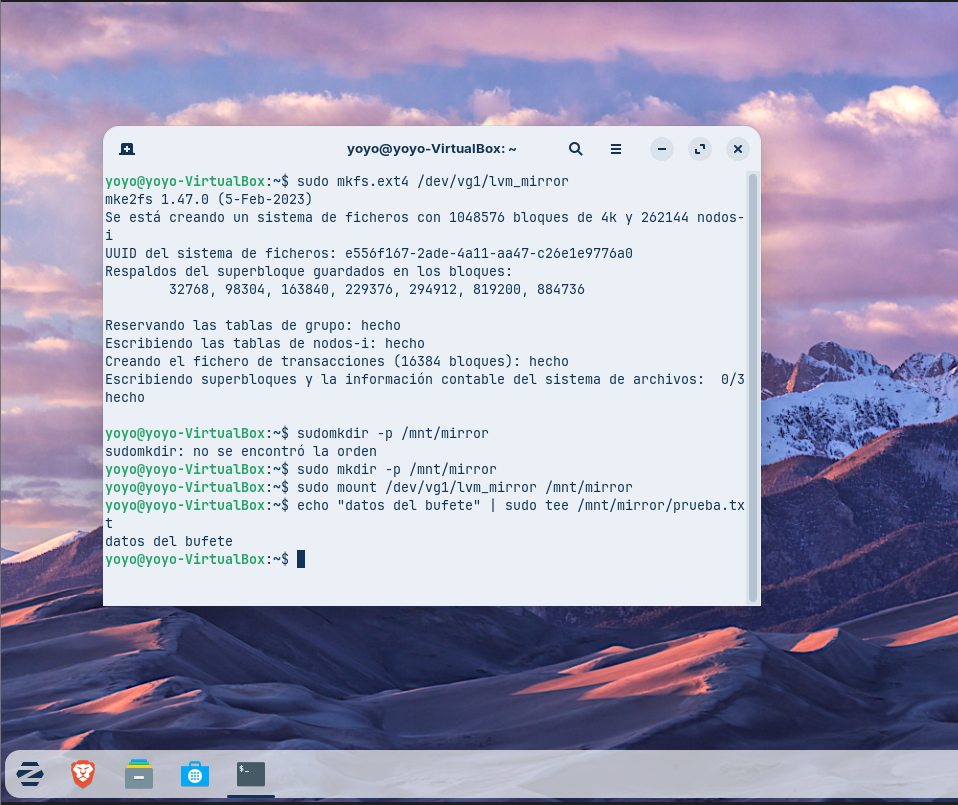 yoyo@yoyo-VirtualBox: ~
yoyo@yoyo-VirtualBox:~$ sudo mkfs.ext4 /dev/vg1/lvm_mirror
mke2fs 1.47.0 (5-Feb-2023)
Se está creando un sistema de ficheros con 1048576 bloques de 4k y 262144 nodos-
i
UUID del sistema de ficheros: e556f167-2ade-4a11-aa47-c26e1e9776a0
Respaldos del superbloque guardados en los bloques:
        32768, 98304, 163840, 229376, 294912, 819200, 884736
Reservando las tablas de grupo: hecho
Escribiendo las tablas de nodos-i: hecho
Creando el fichero de transacciones (16384 bloques): hecho
Escribiendo superbloques y la información contable del sistema de archivos:  0/3
hecho
yoyo@yoyo-VirtualBox:~$ sudomkdir -p /mnt/mirror
sudomkdir: no se encontró la orden
yoyo@yoyo-VirtualBox:~$ sudo mkdir -p /mnt/mirror
yoyo@yoyo-VirtualBox:~$ sudo mount /dev/vg1/lvm_mirror /mnt/mirror
yoyo@yoyo-VirtualBox:~$ echo "datos del bufete" | sudo tee /mnt/mirror/prueba.tx
t
datos del bufete
yoyo@yoyo-VirtualBox:~$
$_